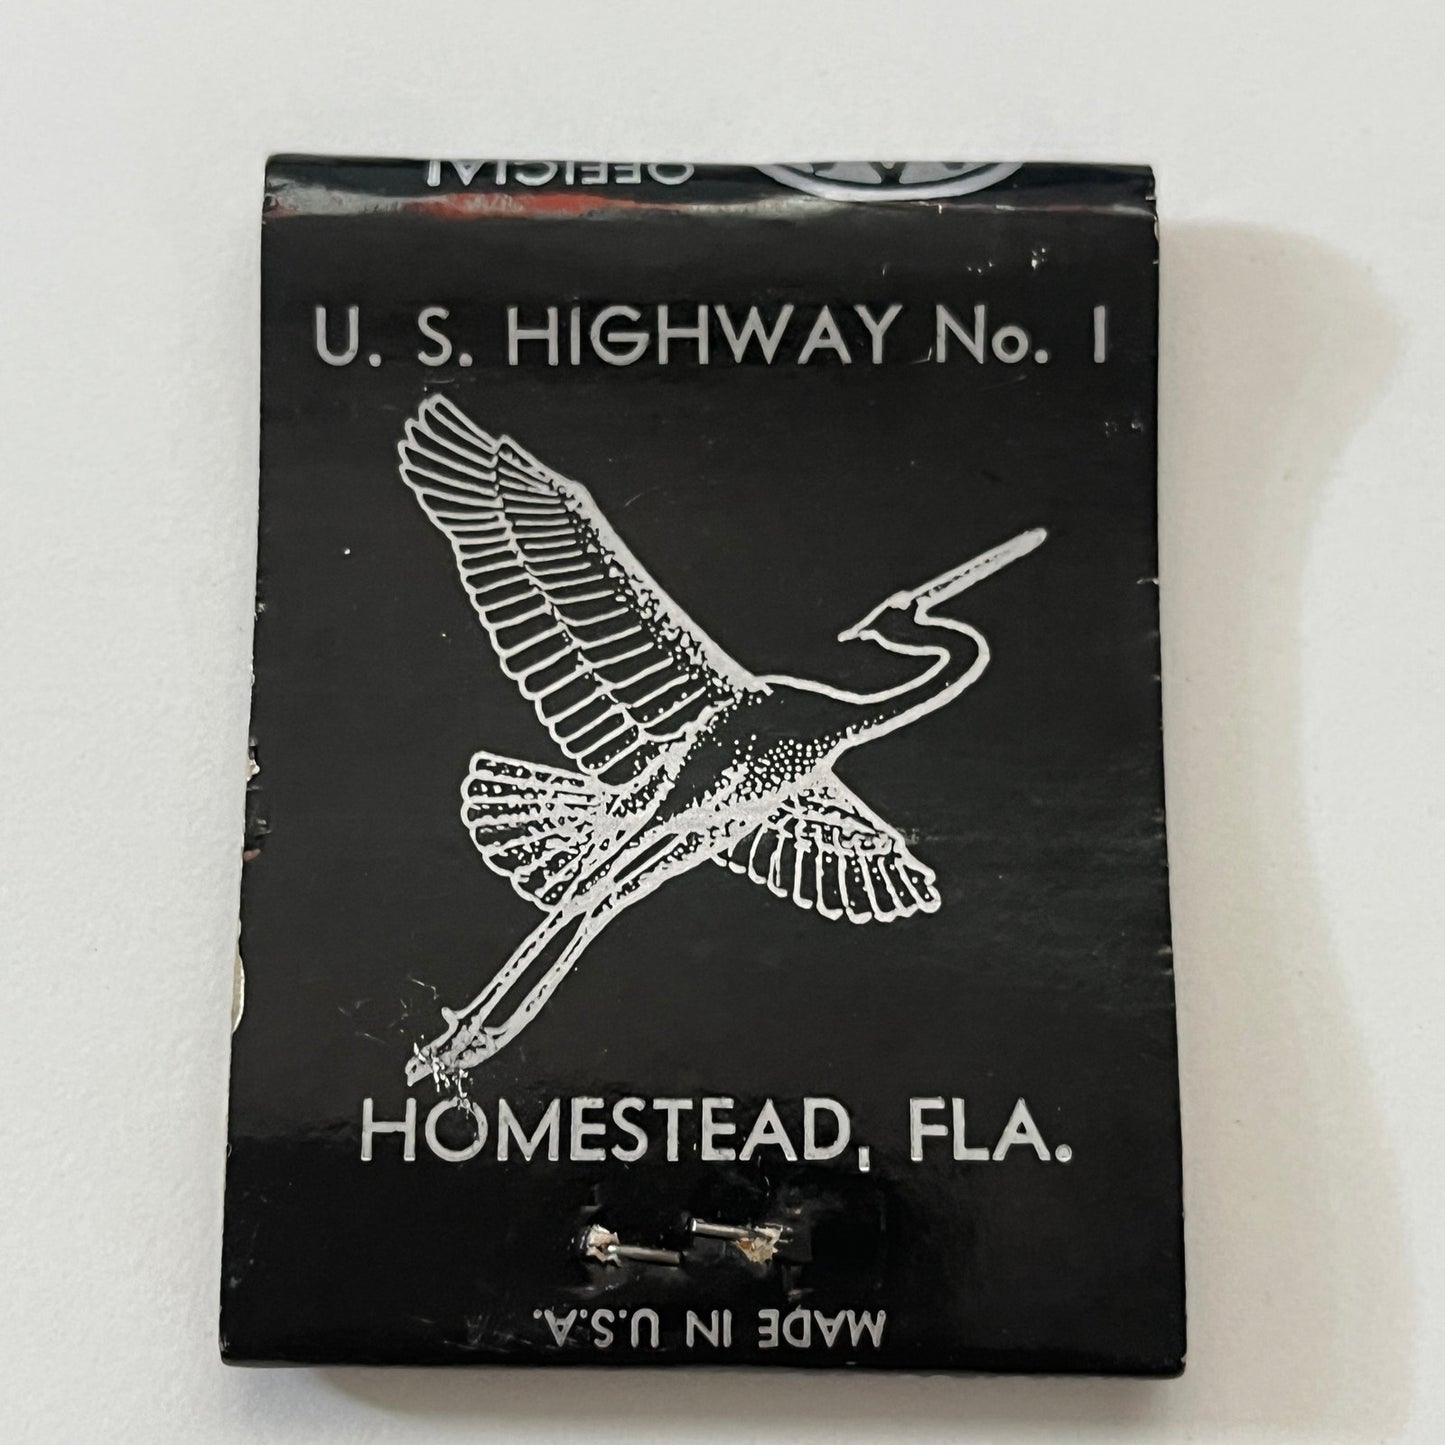 OFFICIAL
U. S. HIGHWAY No. 1
HOMESTEAD, FLA.
MADE IN U.S.A.